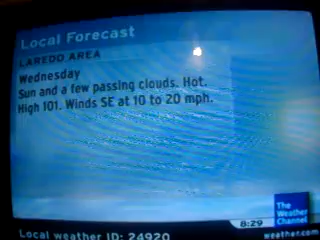 Local Forecast
LAREDO AREA
Wednesday
Sun and a few passing clouds. Hot.
High 101. Winds SE at 10 to 20 mph.
The
Weather
Channel
8:29
weather.com
Local weather ID: 24920